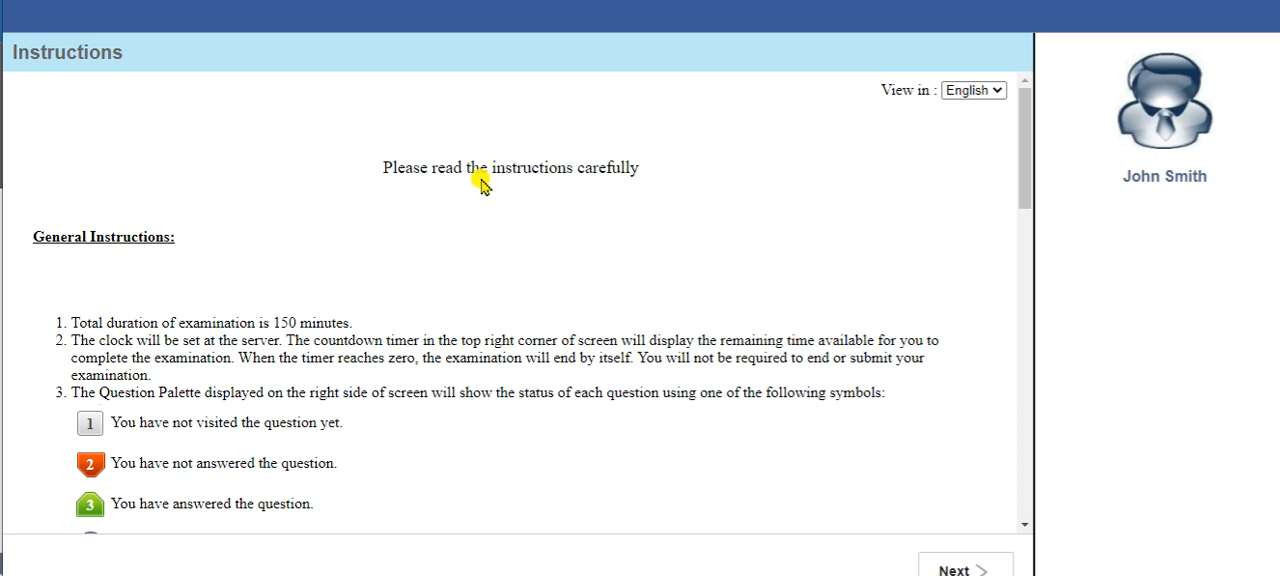 Instructions
View in : English
John Smith
Please read the instructions carefully
General Instructions:
1. Total duration of examination is 150 minutes.
2. The clock will be set at the server. The countdown timer in the top right corner of screen will display the remaining time available for you to
complete the examination. When the timer reaches zero, the examination will end by itself. You will not be required to end or submit your
examination.
3. The Question Palette displayed on the right side of screen will show the status of each question using one of the following symbols:
1 You have not visited the question yet.
2 You have not answered the question.
3 You have answered the question.
Next >